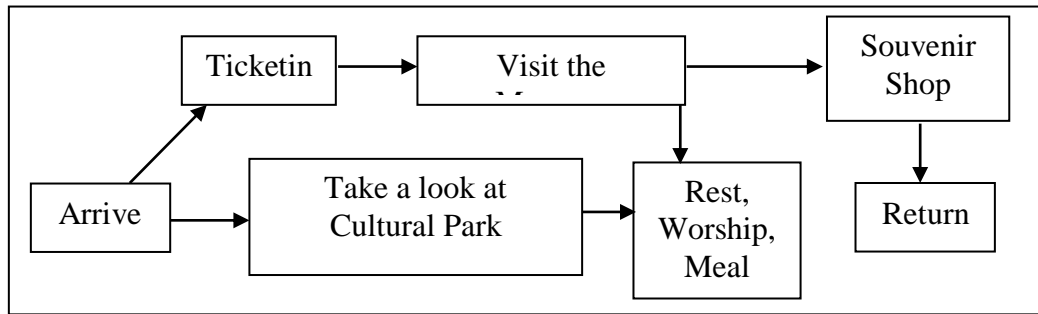 Ticketin
Visit the
Souvenir
Shop
Arrive
Take a look at
Cultural Park
Rest,
Worship,
Meal
Return